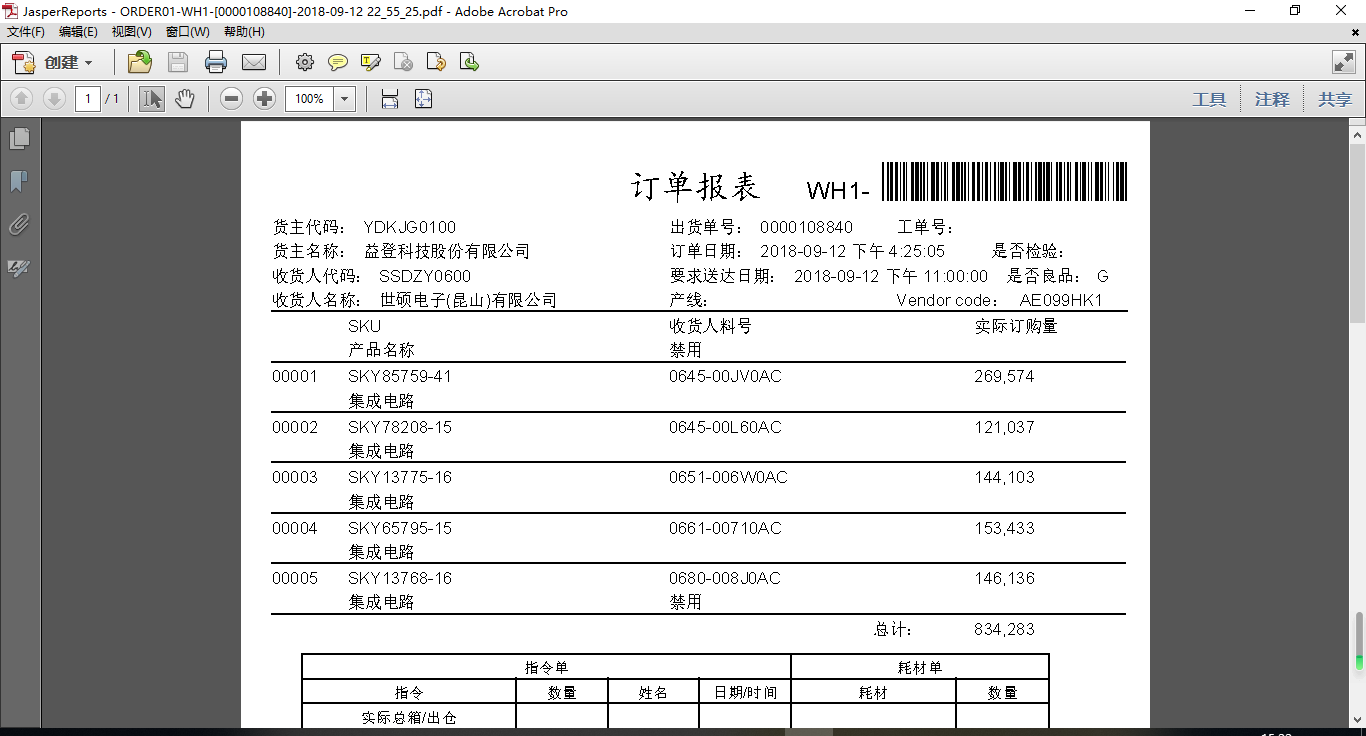 JasperReports - ORDER01-WH1-[0000108840]-2018-09-12 22_55_25.pdf - Adobe Acrobat Pro
文件(F) 编辑(E) 视图(V) 窗口(W) 帮助(H)
创建
1 / 1 100% 工具 注释 共享
订单报表 WH1-
货主代码: YDKJG0100 出货单号: 0000108840 工单号:
货主名称: 益登科技股份有限公司 订单日期: 2018-09-12 下午 4:25:05 是否检验:
收货人代码: SSDZY0600 要求送达日期: 2018-09-12 下午 11:00:00 是否良品: G
收货人名称: 世硕电子(昆山)有限公司 产线: Vendor code: AE099HK1
SKU 收货人料号 实际订购量
产品名称 禁用
00001 SKY85759-41 0645-00JV0AC 269,574
集成电路
00002 SKY78208-15 0645-00L60AC 121,037
集成电路
00003 SKY13775-16 0651-006W0AC 144,103
集成电路
00004 SKY65795-15 0661-00710AC 153,433
集成电路
00005 SKY13768-16 0680-008J0AC 146,136
集成电路 禁用
总计: 834,283
指令单 耗材单
指令 数量 姓名 日期/时间 耗材 数量
实际总箱/出仓